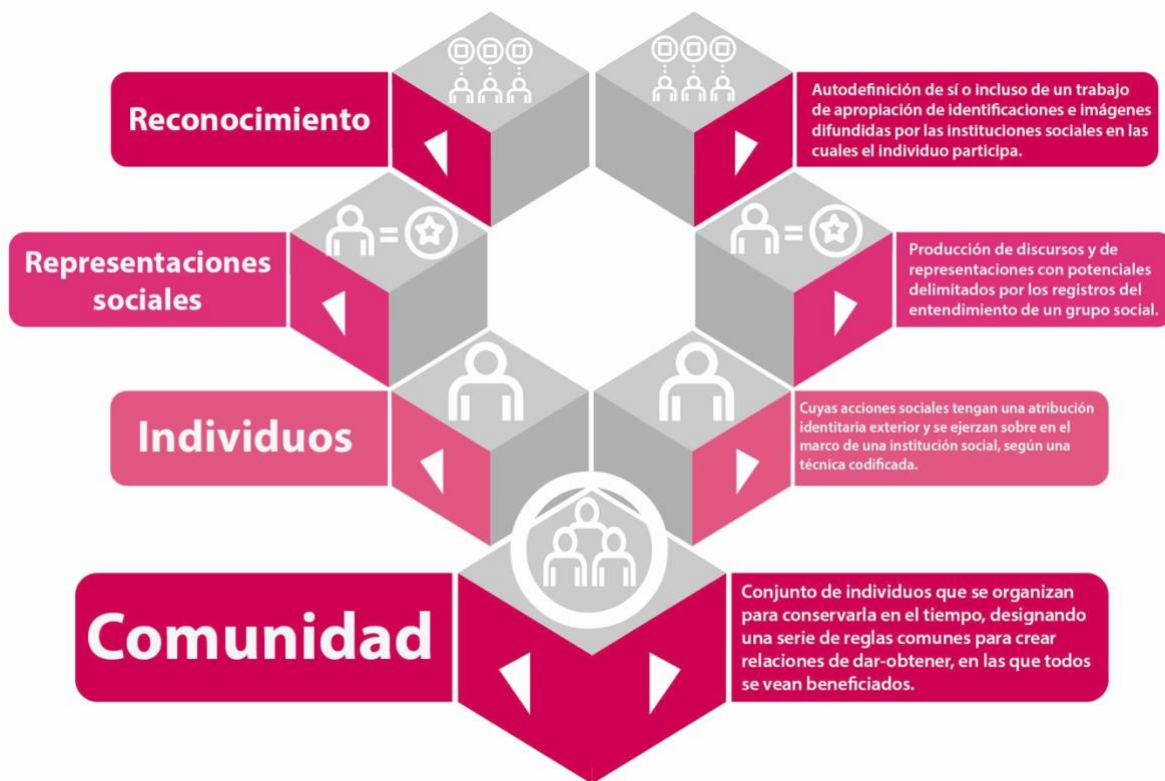 Reconocimiento
Autodefinición de sí o incluso de un trabajo
de apropiación de identificaciones e imágenes
difundidas por las instituciones sociales en las
cuales el individuo participa.
Representaciones
sociales
Producción de discursos y de
representaciones con potenciales
delimitados por los registros del
entendimiento de un grupo social.
Individuos
Cuyas acciones sociales tengan una atribución
identitaria exterior y se ejerzan sobre en el
marco de una institución social, según una
técnica codificada.
Comunidad
Conjunto de individuos que se organizan
para conservarla en el tiempo, designando
una serie de reglas comunes para crear
relaciones de dar-obtener, en las que todos
se vean beneficiados.